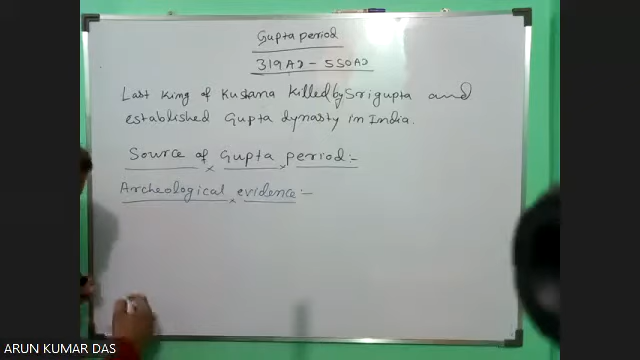 Gupta period
319AD - 550AD
Last King of Kusana Killed by Srigupta and
established Gupta dynasty in India.
Source of Gupta period:-
Archeological evidence:-
ARUN KUMAR DAS